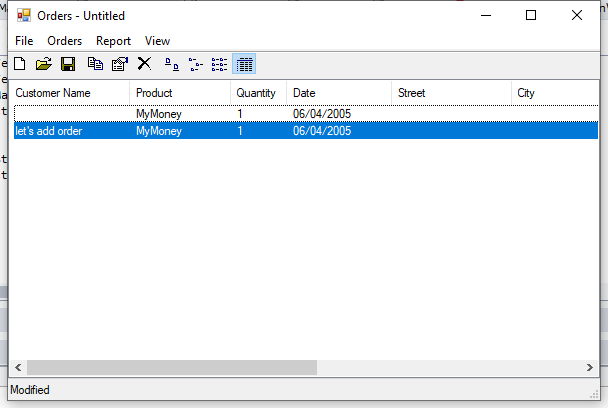 Orders - Untitled
File Orders Report View
Customer Name Product Quantity Date Street City
MyMoney 1 06/04/2005
let's add order MyMoney 1 06/04/2005
Modified